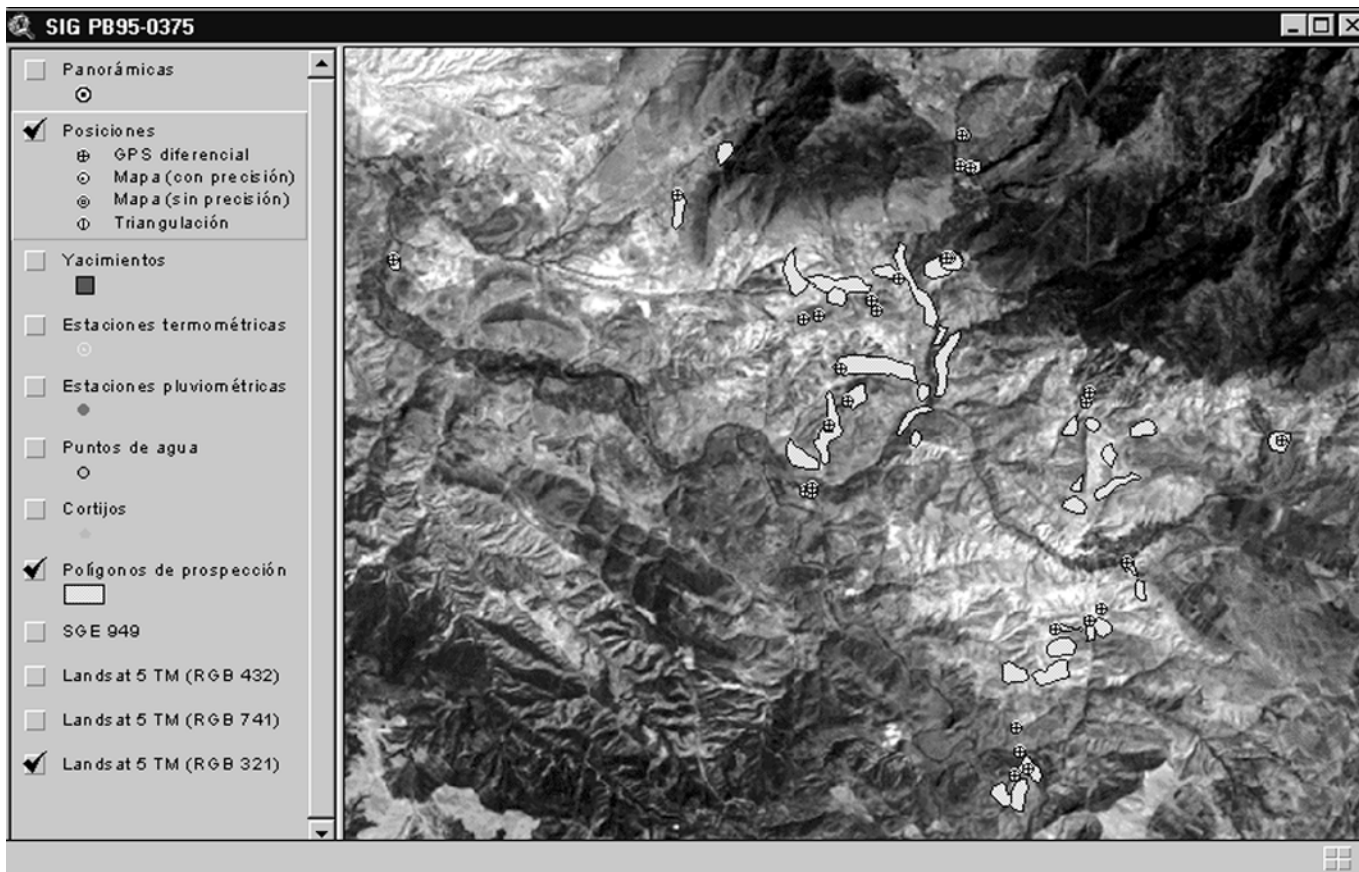 SIG PB95-0375
Panorámicas
Posiciones
GPS diferencial
Mapa (con precisión)
Mapa (sin precisión)
Triangulación
Yacimientos
Estaciones termométricas
Estaciones pluviométricas
Puntos de agua
Cortijos
Polígonos de prospección
SGE 949
Landsat 5 TM (RGB 432)
Landsat 5 TM (RGB 741)
Landsat 5 TM (RGB 321)